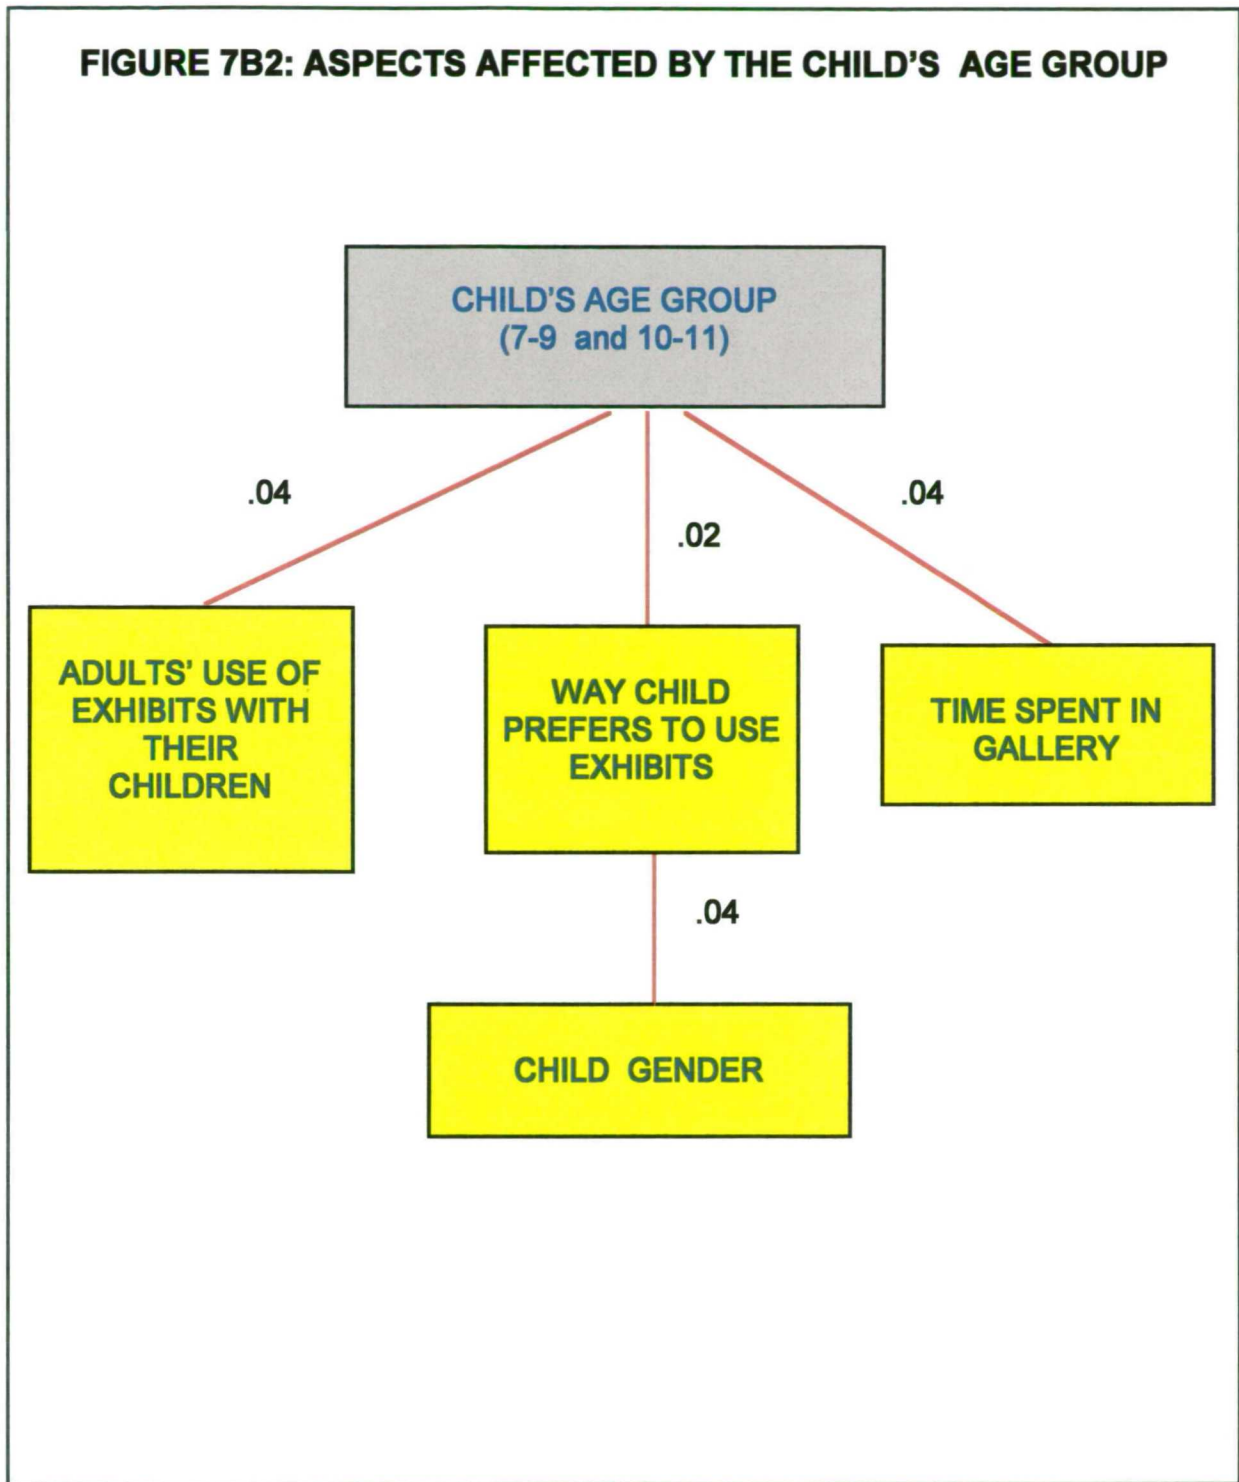 FIGURE 7B2: ASPECTS AFFECTED BY THE CHILD'S AGE GROUP
CHILD'S AGE GROUP
(7-9 and 10-11)
.04
.02
.04
ADULTS' USE OF
EXHIBITS WITH
THEIR
CHILDREN
WAY CHILD
PREFERS TO USE
EXHIBITS
TIME SPENT IN
GALLERY
.04
CHILD GENDER